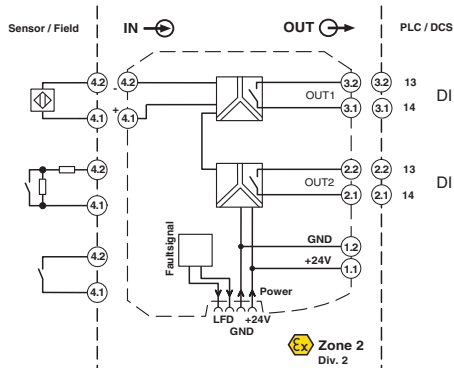 Sensor / Field IN OUT PLC / DCS
4.2 4.2 - 3.2 3.2 13
OUT1 DI
4.1 + 4.1 3.1 3.1 14
4.2 2.2 2.2 13
OUT2 DI
4.1 2.1 2.1 14
Faultsignal
GND 1.2
4.2
+24V 1.1
4.1 Power
LFD +24V
GND
Ex Zone 2
Div. 2